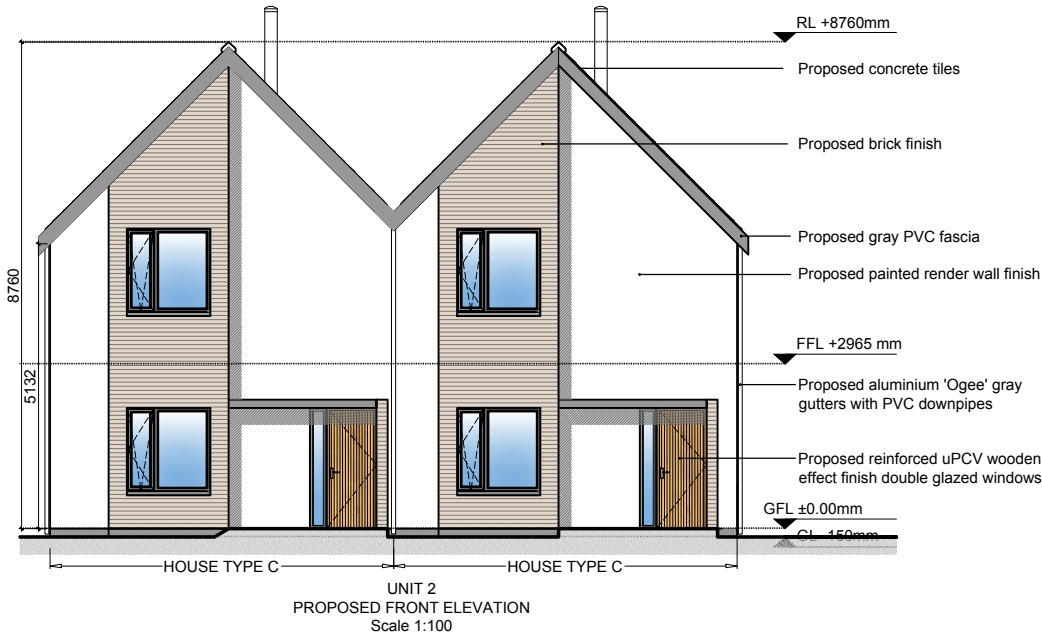 RL +8760mm
Proposed concrete tiles
Proposed brick finish
Proposed gray PVC fascia
Proposed painted render wall finish
8760
FFL +2965 mm
5132
Proposed aluminium 'Ogee' gray
gutters with PVC downpipes
Proposed reinforced uPCV wooden
effect finish double glazed windows
GFL ±0.00mm
GL -150mm
HOUSE TYPE C
HOUSE TYPE C
UNIT 2
PROPOSED FRONT ELEVATION
Scale 1:100